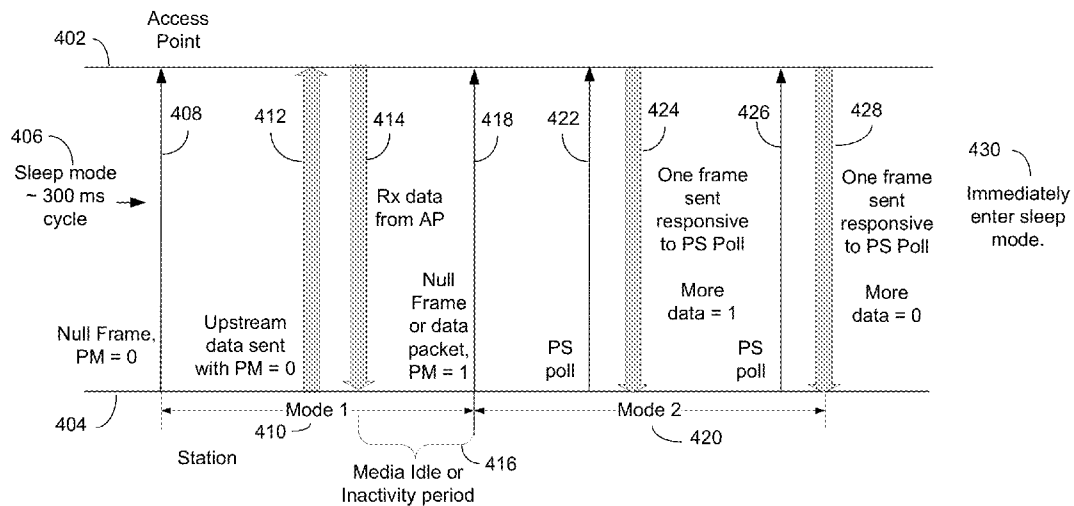 Access
Point
402
408
412
414
418
422
424
426
428
406
Sleep mode
~ 300 ms
cycle
430
Immediately
enter sleep
mode.
Rx data
from AP
One frame
sent
responsive
to PS Poll
One frame
sent
responsive
to PS Poll
Null Frame,
PM = 0
Upstream
data sent
with PM = 0
Null
Frame
or data
packet,
PM = 1
PS
poll
More
data = 1
PS
poll
More
data = 0
404
Mode 1
410
Mode 2
420
Station
416
Media Idle or
Inactivity period